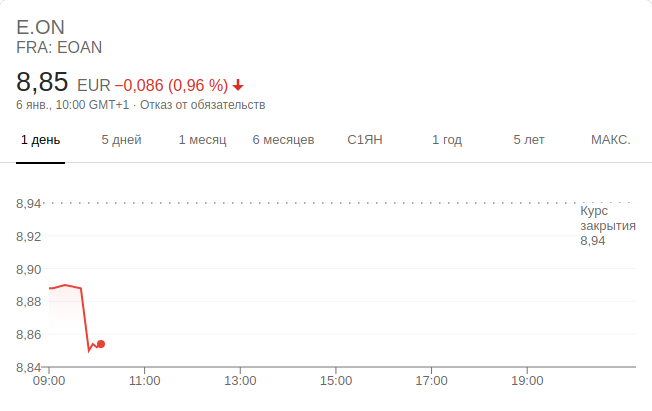 E.ON
FRA: EOAN
8,85 EUR −0,086 (0,96 %)
6 янв., 10:00 GMT+1 · Отказ от обязательств
1 день 5 дней 1 месяц 6 месяцев С1ЯН 1 год 5 лет МАКС.
8,94
Курс
закрытия
8,94
8,92
8,90
8,88
8,86
8,84
09:00 11:00 13:00 15:00 17:00 19:00